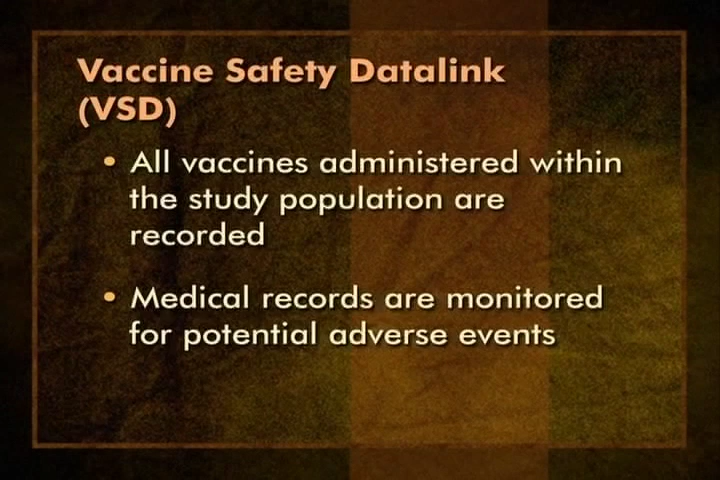 Vaccine Safety Datalink
(VSD)
• All vaccines administered within
the study population are
recorded
• Medical records are monitored
for potential adverse events